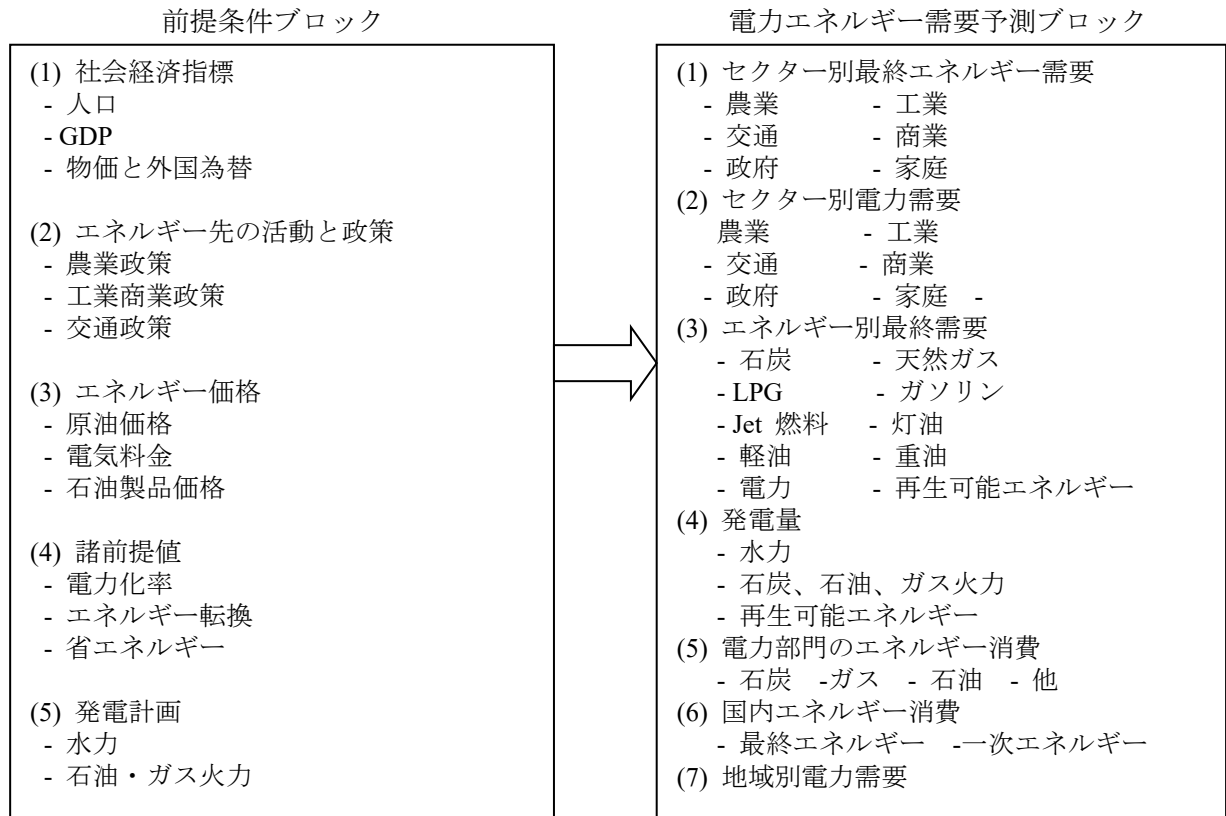 前提条件ブロック
(1) 社会経済指標
- 人口
- GDP
- 物価と外国為替
(2) エネルギー先の活動と政策
- 農業政策
- 工業商業政策
- 交通政策
(3) エネルギー価格
- 原油価格
- 電気料金
- 石油製品価格
(4) 諸前提値
- 電力化率
- エネルギー転換
- 省エネルギー
(5) 発電計画
- 水力
- 石油・ガス火力
電力エネルギー需要予測ブロック
(1) セクター別最終エネルギー需要
- 農業 - 工業
- 交通 - 商業
- 政府 - 家庭
(2) セクター別電力需要
農業 - 工業
- 交通 - 商業
- 政府 - 家庭 -
(3) エネルギー別最終需要
- 石炭 - 天然ガス
- LPG - ガソリン
- Jet 燃料 - 灯油
- 軽油 - 重油
- 電力 - 再生可能エネルギー
(4) 発電量
- 水力
- 石炭、石油、ガス火力
- 再生可能エネルギー
(5) 電力部門のエネルギー消費
- 石炭 -ガス - 石油 - 他
(6) 国内エネルギー消費
- 最終エネルギー -一次エネルギー
(7) 地域別電力需要